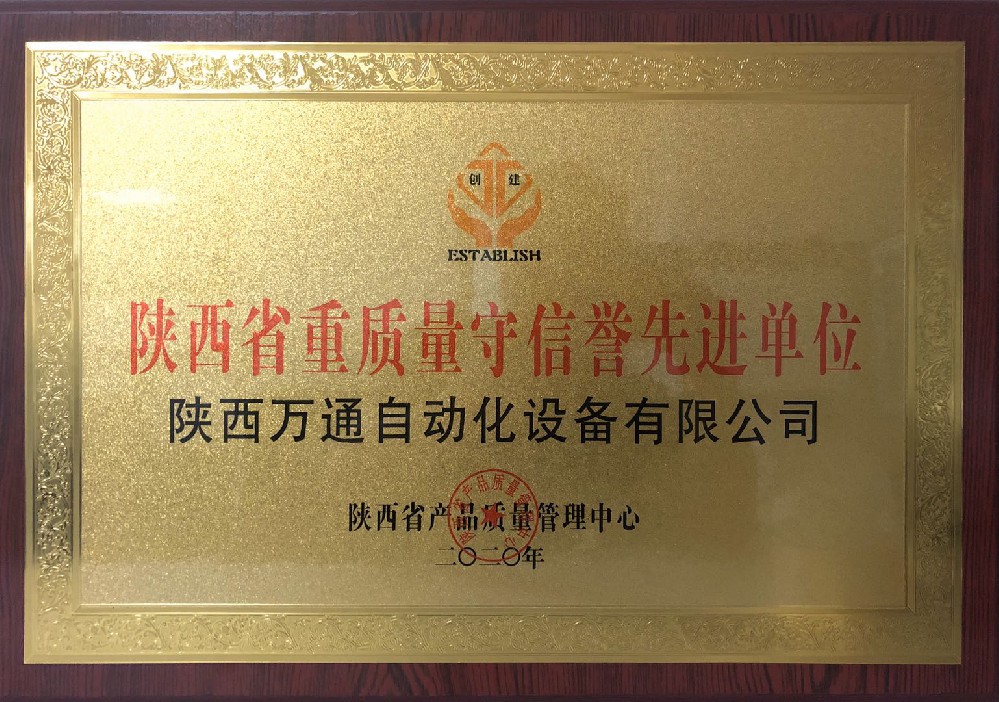 创 建
ESTABLISH
陕西省重质量守信誉先进单位
陕西万通自动化设备有限公司
陕西省产品质量管理中心
二〇二〇年